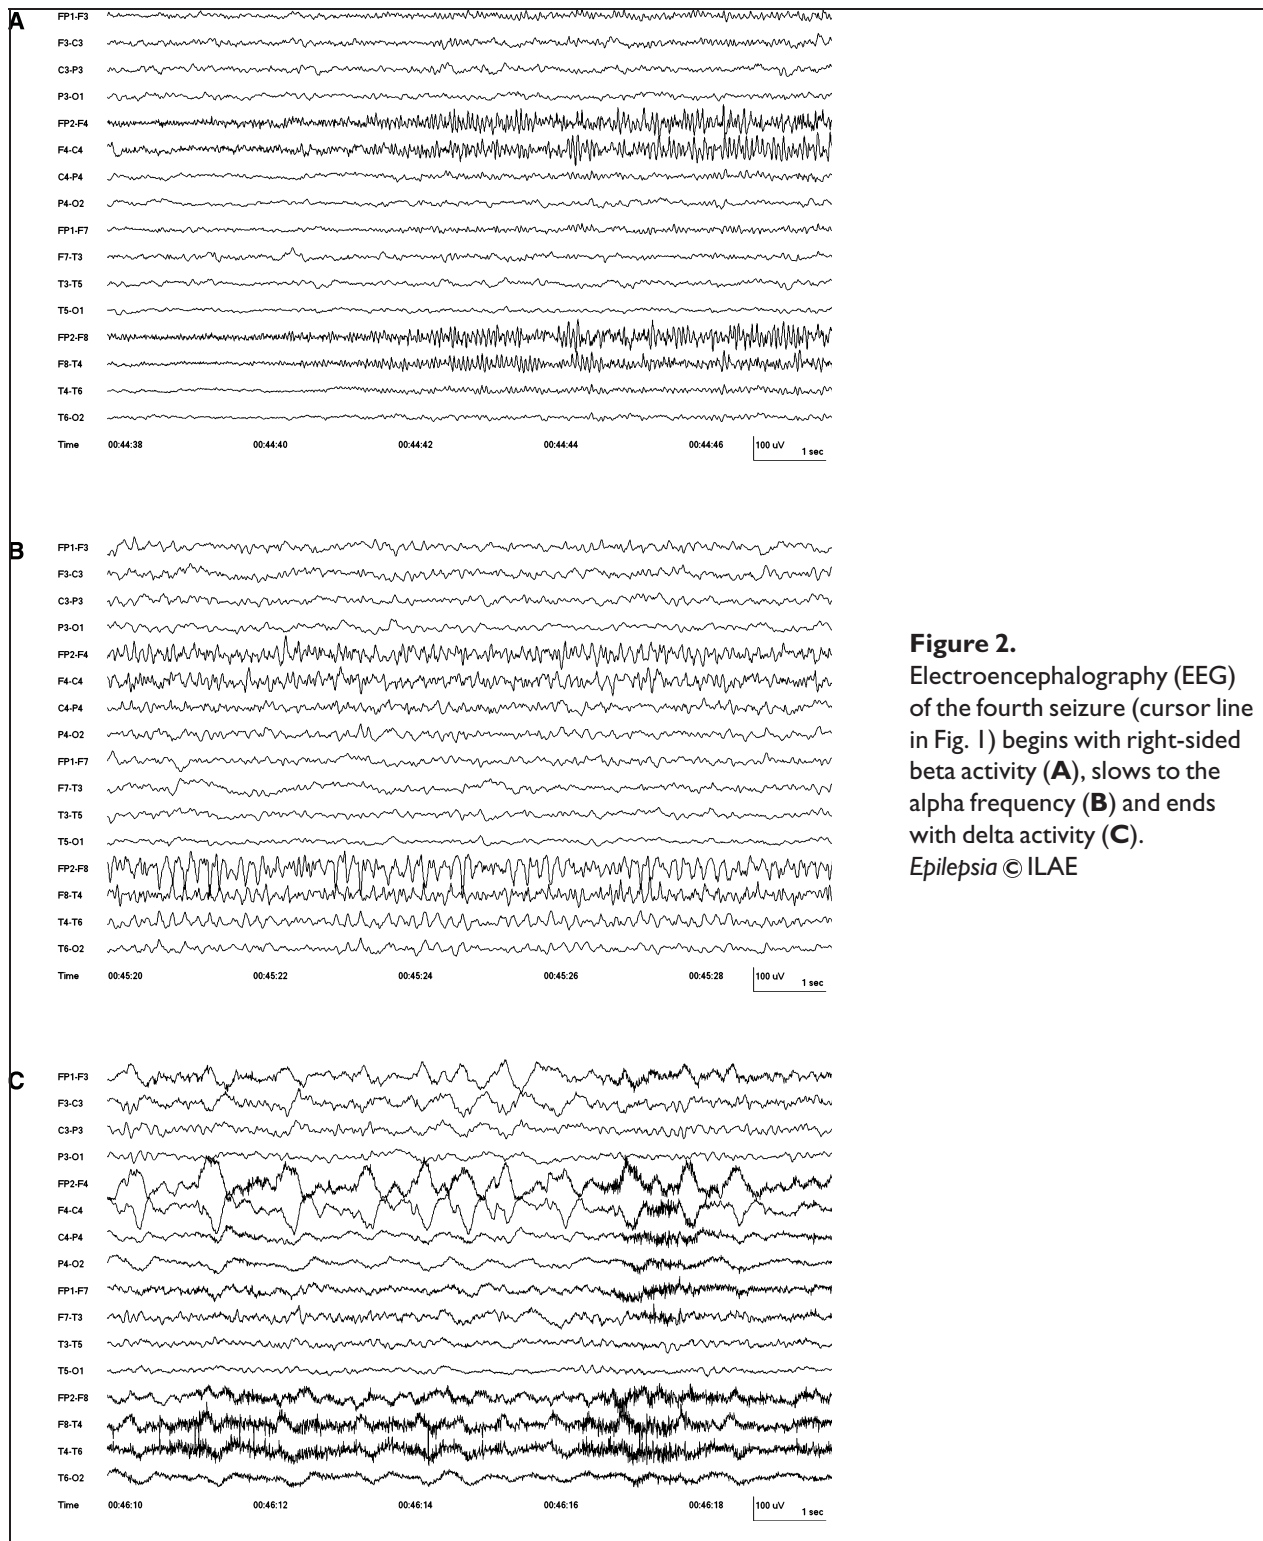 A
FP1-F3
F3-C3
C3-P3
P3-O1
FP2-F4
F4-C4
C4-P4
P4-O2
FP1-F7
F7-T3
T3-T5
T5-O1
FP2-F8
F8-T4
T4-T6
T6-O2
Time 00:44:38 00:44:40 00:44:42 00:44:44 00:44:46 100 uV 1 sec
B
FP1-F3
F3-C3
C3-P3
P3-O1
FP2-F4
F4-C4
C4-P4
P4-O2
FP1-F7
F7-T3
T3-T5
T5-O1
FP2-F8
F8-T4
T4-T6
T6-O2
Time 00:45:20 00:45:22 00:45:24 00:45:26 00:45:28 100 uV 1 sec
C
FP1-F3
F3-C3
C3-P3
P3-O1
FP2-F4
F4-C4
C4-P4
P4-O2
FP1-F7
F7-T3
T3-T5
T5-O1
FP2-F8
F8-T4
T4-T6
T6-O2
Time 00:46:10 00:46:12 00:46:14 00:46:16 00:46:18 100 uV 1 sec
Figure 2.
Electroencephalography (EEG)
of the fourth seizure (cursor line
in Fig. 1) begins with right-sided
beta activity (A), slows to the
alpha frequency (B) and ends
with delta activity (C).
Epilepsia © ILAE